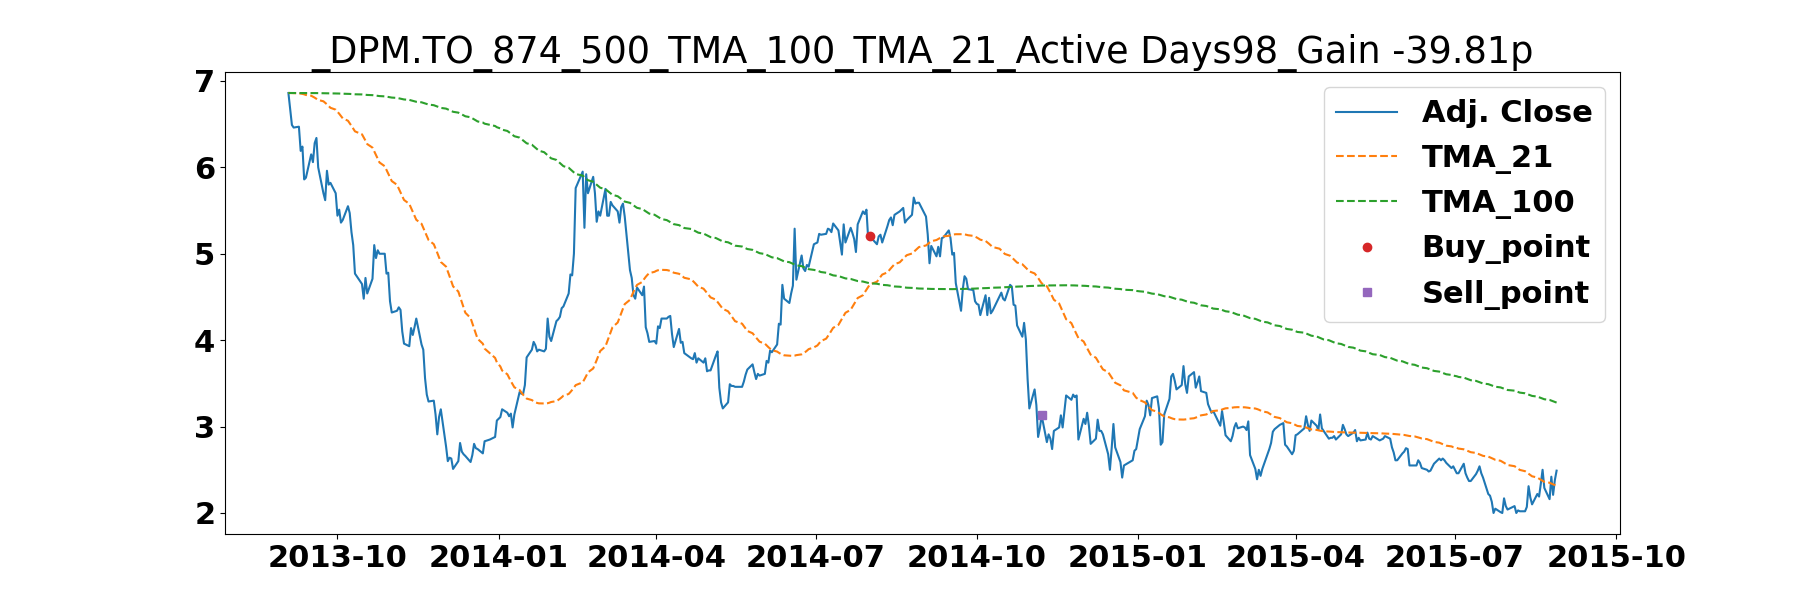 _DPM.TO_874_500_TMA_100_TMA_21_Active Days98_Gain -39.81p
7
6
5
4
3
2
Adj. Close
TMA_21
TMA_100
Buy_point
Sell_point
2013-10 2014-01 2014-04 2014-07 2014-10 2015-01 2015-04 2015-07 2015-10